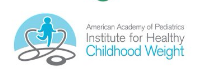 American Academy of Pediatrics
Institute for Healthy
Childhood Weight